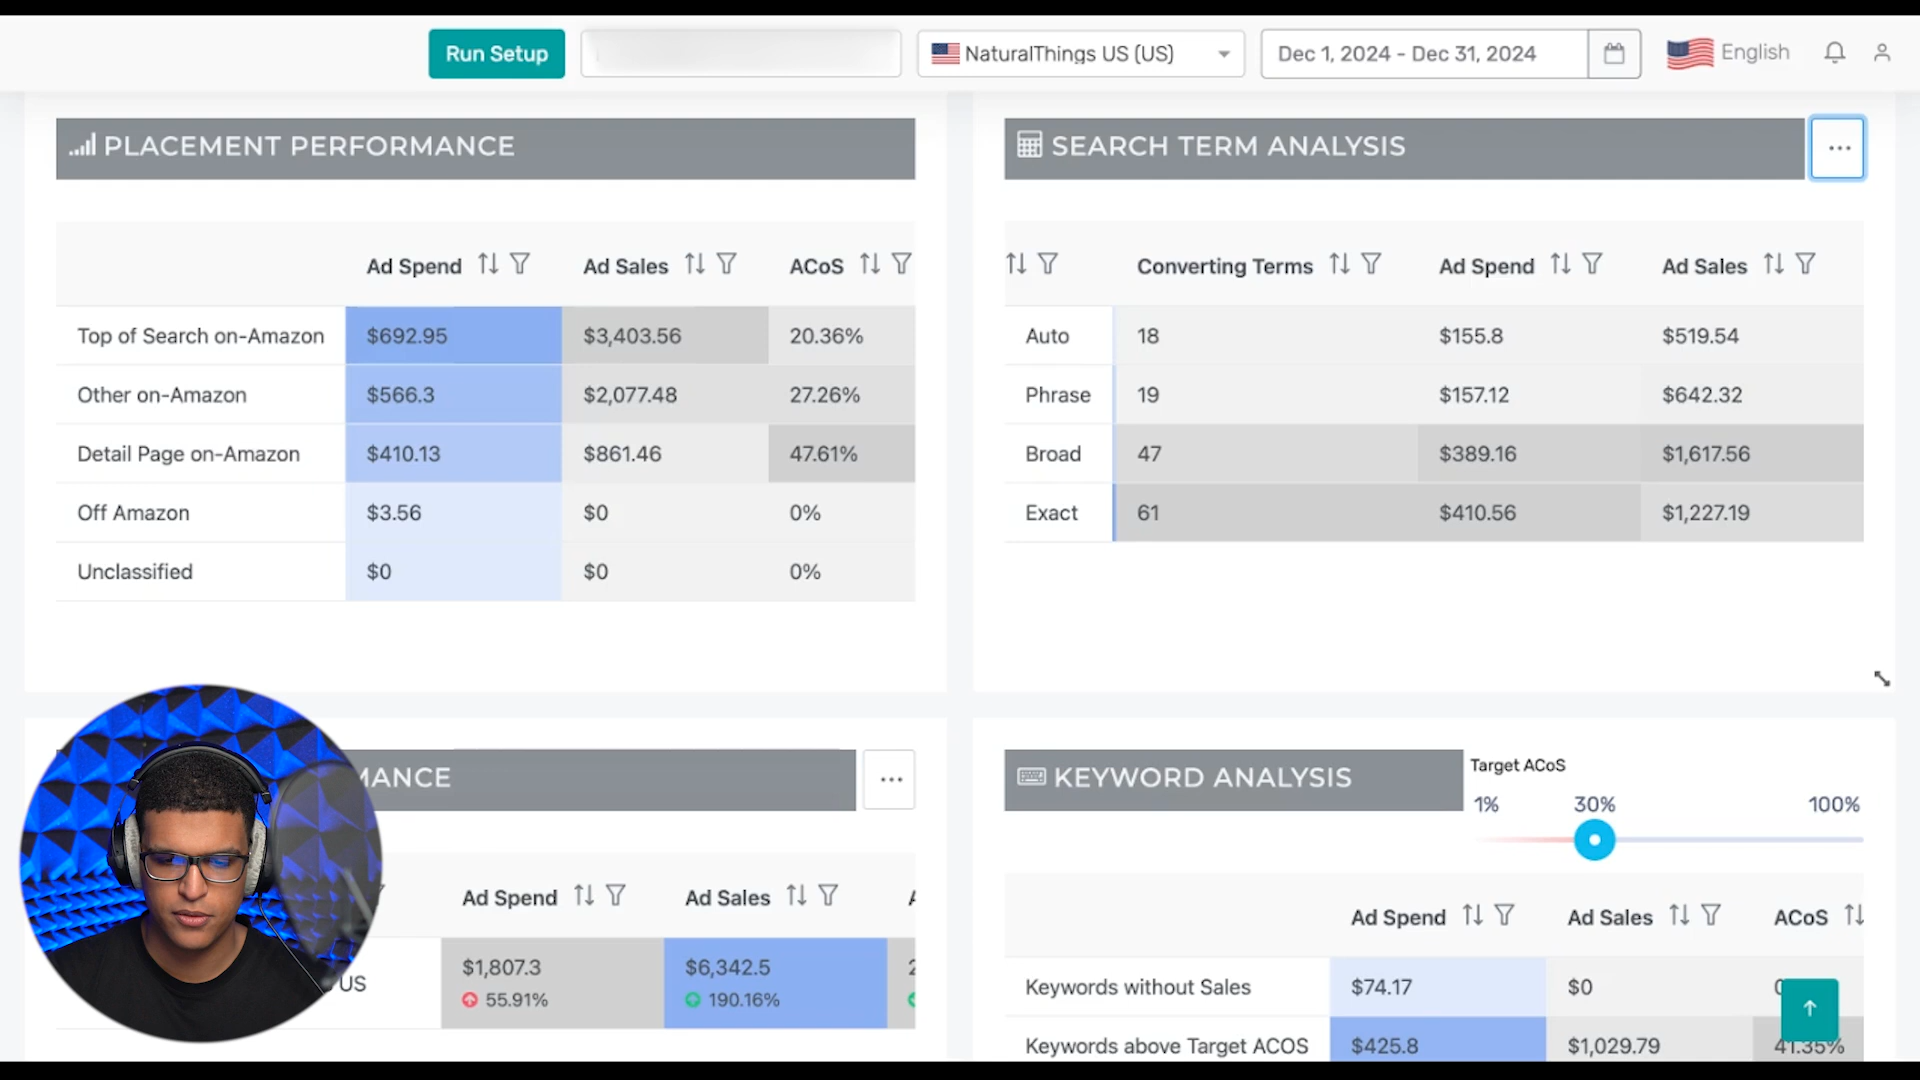 Run Setup
NaturalThings US (US)
Dec 1, 2024 - Dec 31, 2024
English
PLACEMENT PERFORMANCE
Ad Spend Ad Sales ACoS
Top of Search on-Amazon $692.95 $3,403.56 20.36%
Other on-Amazon $566.3 $2,077.48 27.26%
Detail Page on-Amazon $410.13 $861.46 47.61%
Off Amazon $3.56 $0 0%
Unclassified $0 $0 0%
SEARCH TERM ANALYSIS
Converting Terms Ad Spend Ad Sales
Auto 18 $155.8 $519.54
Phrase 19 $157.12 $642.32
Broad 47 $389.16 $1,617.56
Exact 61 $410.56 $1,227.19
MANCE
Ad Spend Ad Sales
US $1,807.3 $6,342.5
55.91% 190.16%
KEYWORD ANALYSIS
Target ACoS
1% 30% 100%
Ad Spend Ad Sales ACoS
Keywords without Sales $74.17 $0
Keywords above Target ACOS $425.8 $1,029.79 41.35%